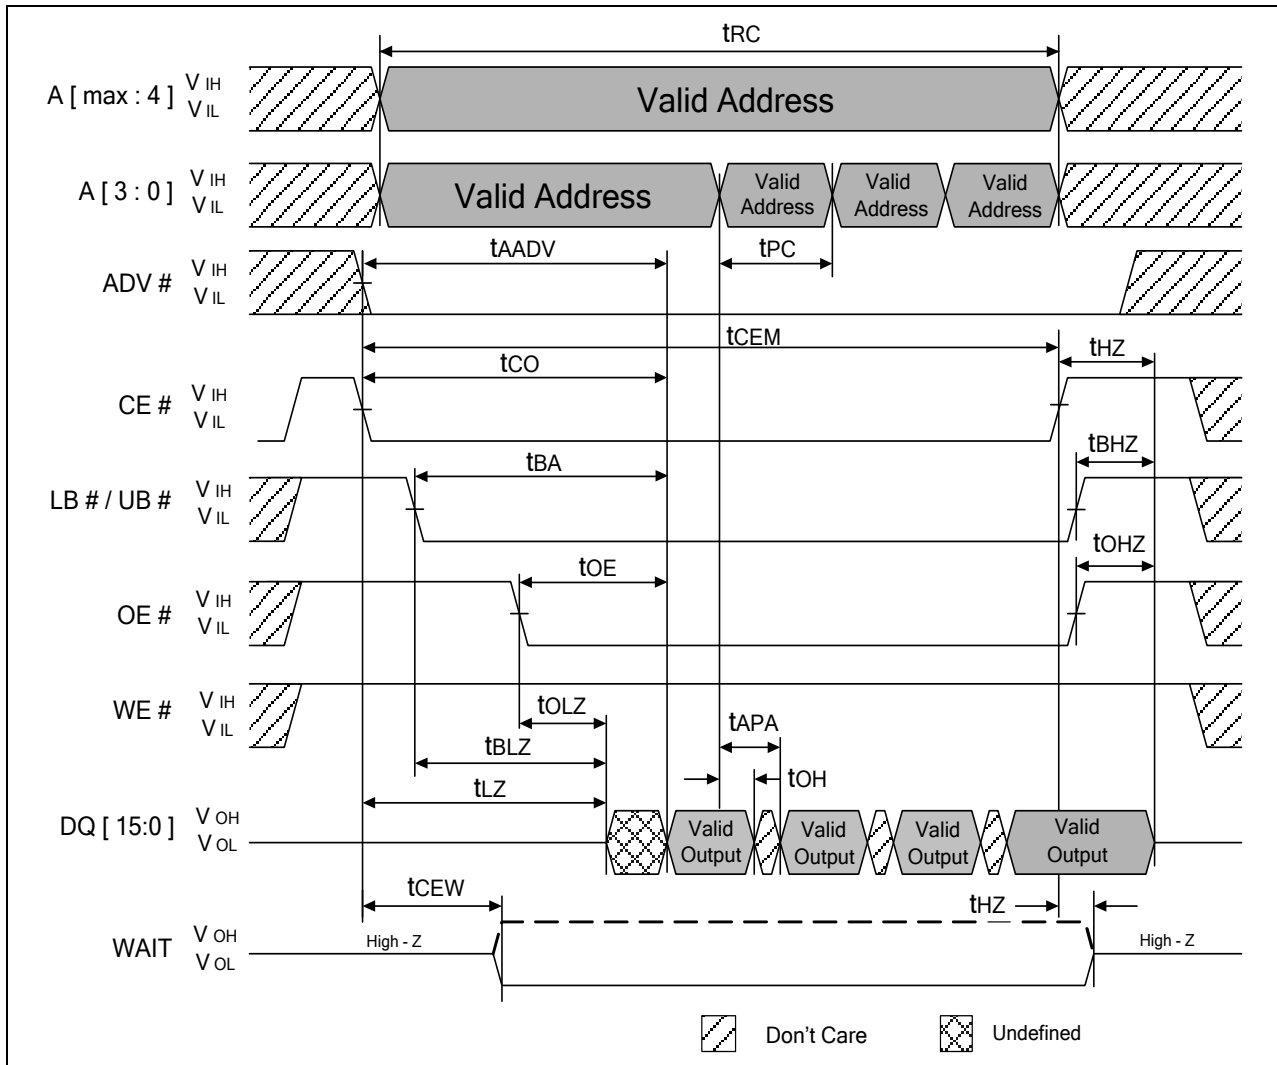 tRC
A [ max : 4 ] V IH
V IL
Valid Address
A [ 3 : 0 ] V IH
V IL
Valid Address
Valid Address
Valid Address
Valid Address
tAADV
tPC
ADV # V IH
V IL
tCEM
tHZ
tCO
CE # V IH
V IL
tBHZ
tBA
LB # / UB # V IH
V IL
tOHZ
tOE
OE # V IH
V IL
WE # V IH
V IL
tOLZ
tAPA
tBLZ
tOH
tLZ
DQ [ 15:0 ] V OH
V OL
Valid Output
Valid Output
Valid Output
Valid Output
tCEW
tHZ
WAIT V OH
V OL
High - Z
High - Z
Don't Care
Undefined